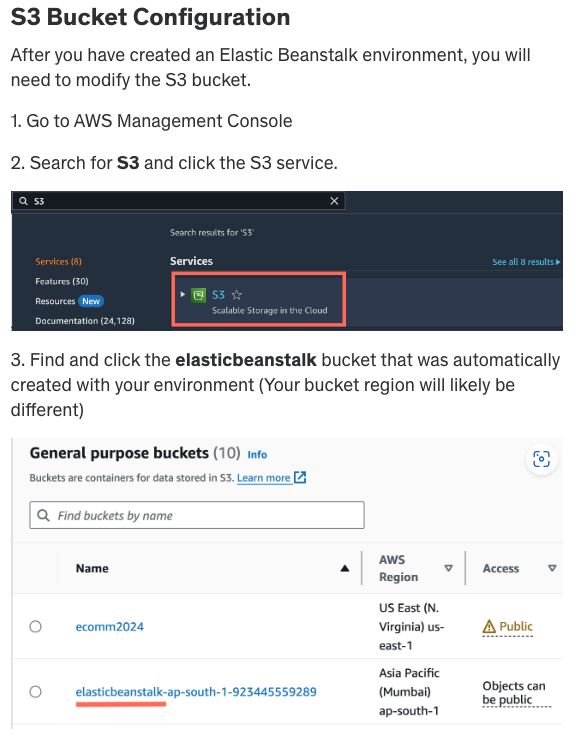 S3 Bucket Configuration
After you have created an Elastic Beanstalk environment, you will
need to modify the S3 bucket.
1. Go to AWS Management Console
2. Search for S3 and click the S3 service.
S3
Search results for 'S3'
Services (8)
Features (30)
Resources New
Documentation (24,128)
Services
See all 8 results
S3
Scalable Storage in the Cloud
3. Find and click the elasticbeanstalk bucket that was automatically
created with your environment (Your bucket region will likely be
different)
General purpose buckets (10) Info
Buckets are containers for data stored in S3. Learn more
Find buckets by name
Name
AWS
Region
Access
ecomm2024
US East (N.
Virginia) us-
east-1
Public
elasticbeanstalk-ap-south-1-923445559289
Asia Pacific
(Mumbai)
ap-south-1
Objects can
be public